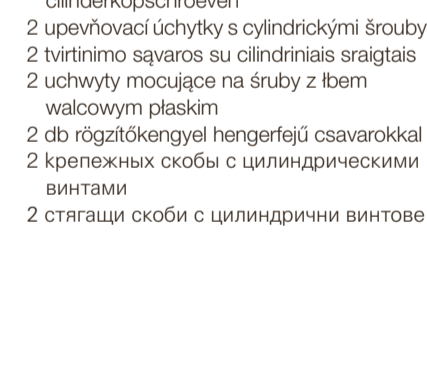 cilinderkopschroeven
2 upevňovací úchytky s cylindrickými šrouby
2 tvirtinimo sąvaros su cilindriniais sraigtais
2 uchwyty mocujące na śruby z łbem
walcowym płaskim
2 db rögzítőkengyel hengerfejű csavarokkal
2 крепежных скобы с цилиндрическими
винтами
2 стягащи скоби с цилиндрични винтове